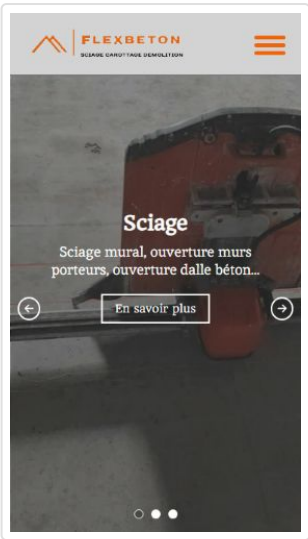 FLEXBETON
SCIAGE CAROTTAGE DEMOLITION
Sciage
Sciage mural, ouverture murs
porteurs, ouverture dalle béton...
En savoir plus